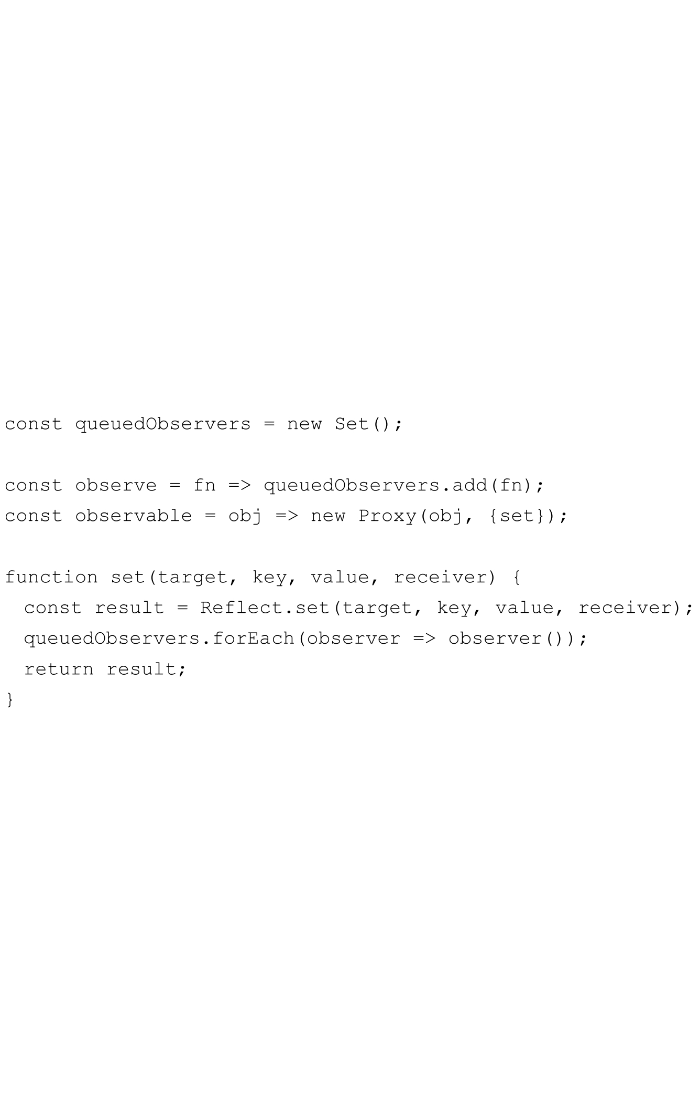 const queuedObservers = new Set();

const observe = fn => queuedObservers.add(fn);
const observable = obj => new Proxy(obj, {set});

function set(target, key, value, receiver) {
  const result = Reflect.set(target, key, value, receiver);
  queuedObservers.forEach(observer => observer());
  return result;
}